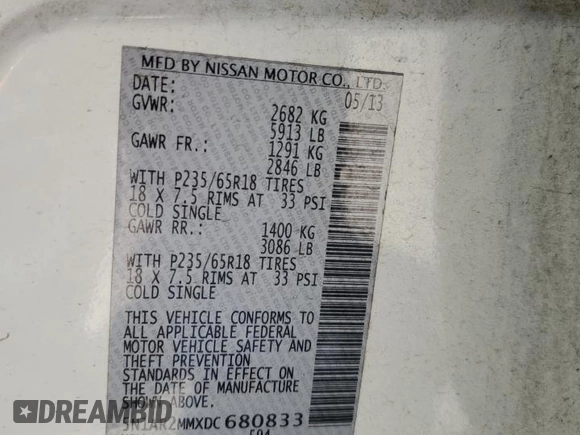 MFD BY NISSAN MOTOR CO., LTD.
DATE: 05/13
GVWR: 2682 KG
5913 LB
GAWR FR.: 1291 KG
2846 LB
WITH P235/65R18 TIRES
18 X 7.5 RIMS AT 33 PSI
COLD SINGLE
GAWR RR.: 1400 KG
3086 LB
WITH P235/65R18 TIRES
18 X 7.5 RIMS AT 33 PSI
COLD SINGLE
THIS VEHICLE CONFORMS TO
ALL APPLICABLE FEDERAL
MOTOR VEHICLE SAFETY AND
THEFT PREVENTION
STANDARDS IN EFFECT ON
THE DATE OF MANUFACTURE
SHOWN ABOVE.
5N1AR2MMXDC 680833
IDREAMBID